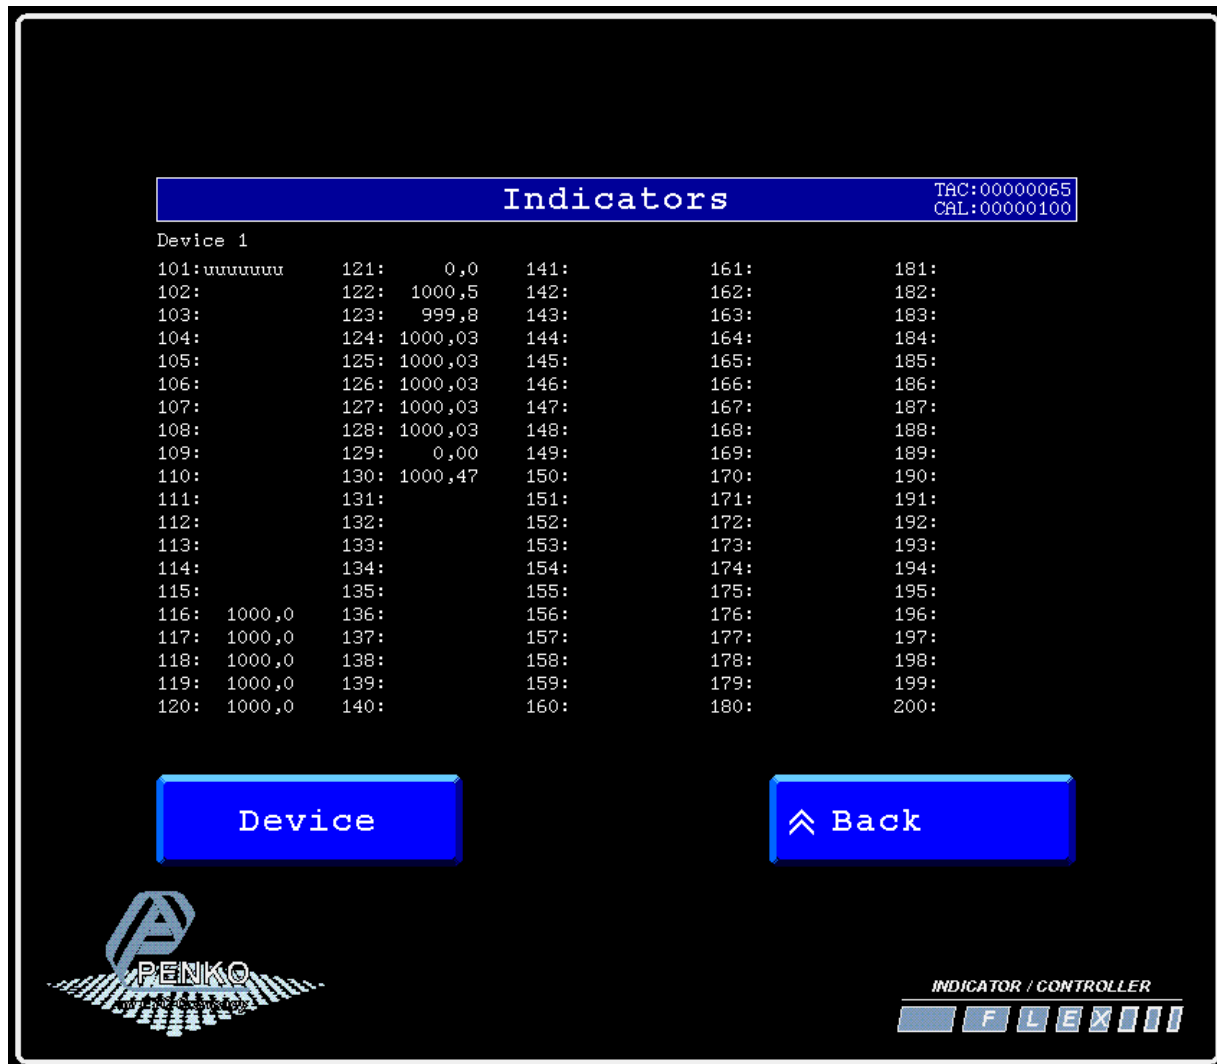 Indicators
TAC:00000065
CAL:00000100
Device 1
101:uuuuuuu 121: 0,0 141: 161: 181:
102: 122: 1000,5 142: 162: 182:
103: 123: 999,8 143: 163: 183:
104: 124: 1000,03 144: 164: 184:
105: 125: 1000,03 145: 165: 185:
106: 126: 1000,03 146: 166: 186:
107: 127: 1000,03 147: 167: 187:
108: 128: 1000,03 148: 168: 188:
109: 129: 0,00 149: 169: 189:
110: 130: 1000,47 150: 170: 190:
111: 131: 151: 171: 191:
112: 132: 152: 172: 192:
113: 133: 153: 173: 193:
114: 134: 154: 174: 194:
115: 135: 155: 175: 195:
116: 1000,0 136: 156: 176: 196:
117: 1000,0 137: 157: 177: 197:
118: 1000,0 138: 158: 178: 198:
119: 1000,0 139: 159: 179: 199:
120: 1000,0 140: 160: 180: 200:
Device
Back
PENKO
INDICATOR / CONTROLLER
FLEX